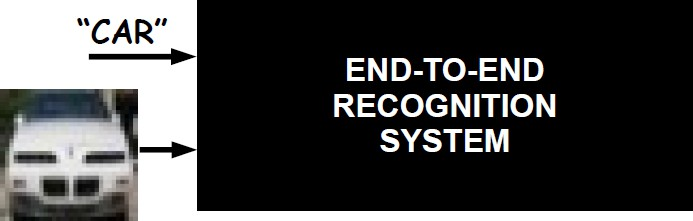 “CAR”
END-TO-END
RECOGNITION
SYSTEM